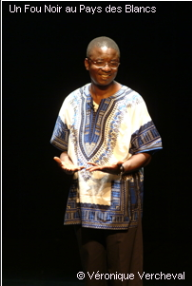 Un Fou Noir au Pays des Blancs
© Véronique Vercheval